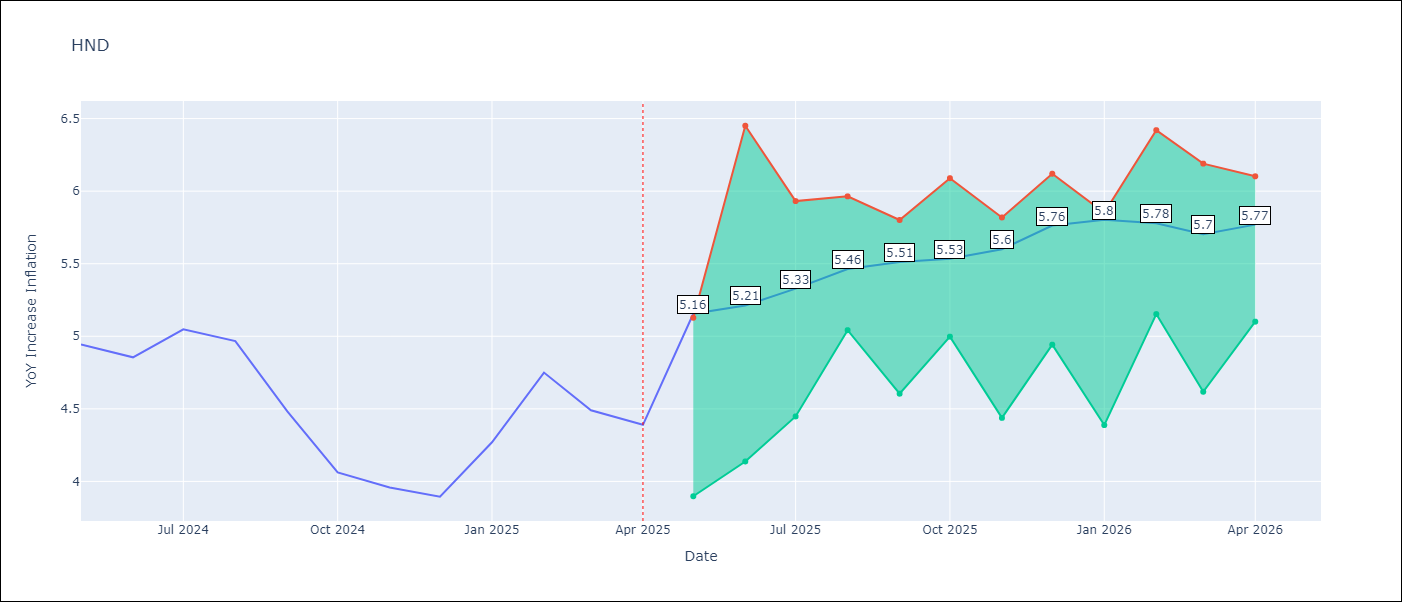 HND
YoY Increase Inflation
6.5
6
5.5
5
4.5
4
5.16
5.21
5.33
5.46
5.51
5.53
5.6
5.76
5.8
5.78
5.7
5.77
Jul 2024
Oct 2024
Jan 2025
Apr 2025
Jul 2025
Oct 2025
Jan 2026
Apr 2026
Date